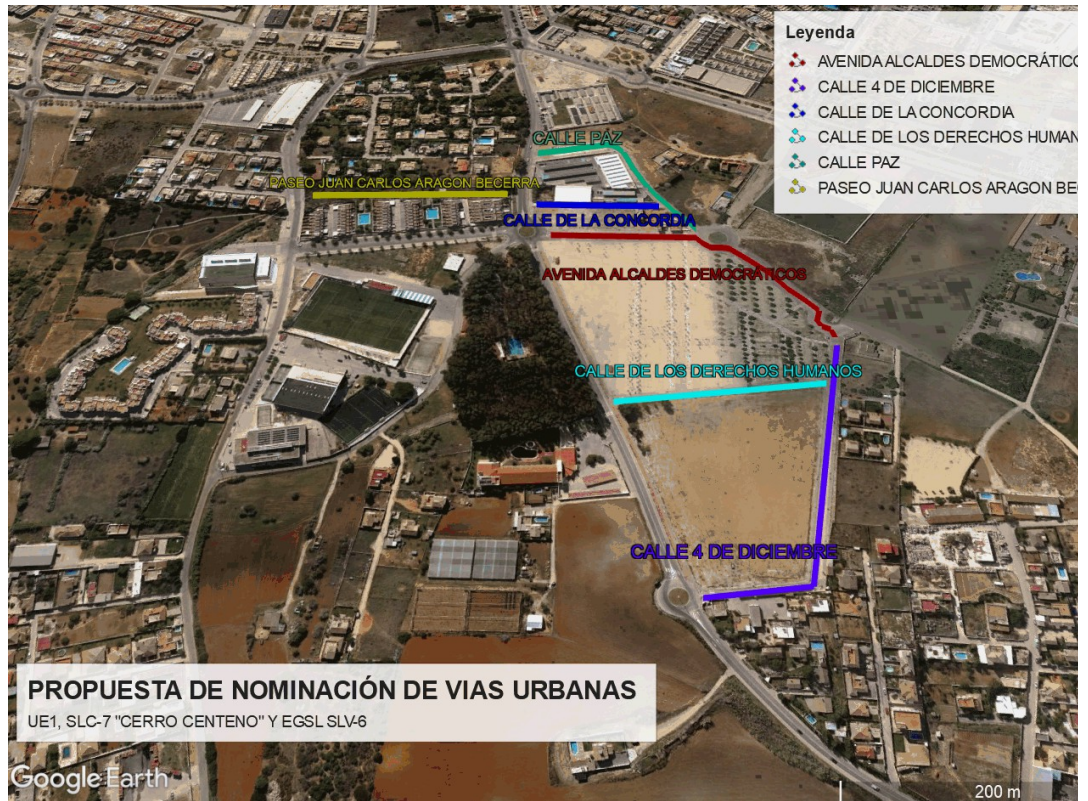 Leyenda
AVENIDA ALCALDES DEMOCRÁTICO
CALLE 4 DE DICIEMBRE
CALLE DE LA CONCORDIA
CALLE DE LOS DERECHOS HUMAN
CALLE PAZ
PASEO JUAN CARLOS ARAGON BEC
CALLE PAZ
PASEO JUAN CARLOS ARAGON BECERRA
CALLE DE LA CONCORDIA
AVENIDA ALCALDES DEMOCRÁTICOS
CALLE DE LOS DERECHOS HUMANOS
CALLE 4 DE DICIEMBRE
PROPUESTA DE NOMINACIÓN DE VIAS URBANAS
UE1, SLC-7 "CERRO CENTENO" Y EGSL SLV-6
Google Earth
200 m